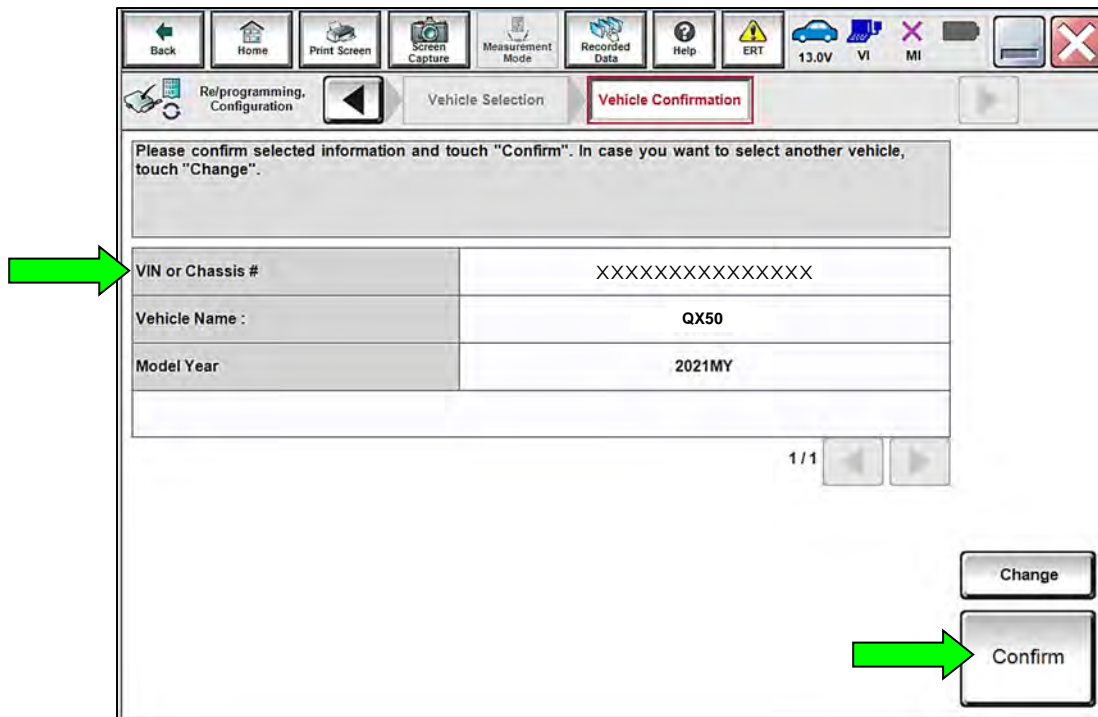 Back
Home
Print Screen
Screen
Capture
Measurement
Mode
Recorded
Data
Help
ERT
13.0V
VI
MI
Re/programming,
Configuration
Vehicle Selection
Vehicle Confirmation
Please confirm selected information and touch "Confirm". In case you want to select another vehicle,
touch "Change".
VIN or Chassis #
XXXXXXXXXXXXXXX
Vehicle Name :
QX50
Model Year
2021MY
1/1
Change
Confirm